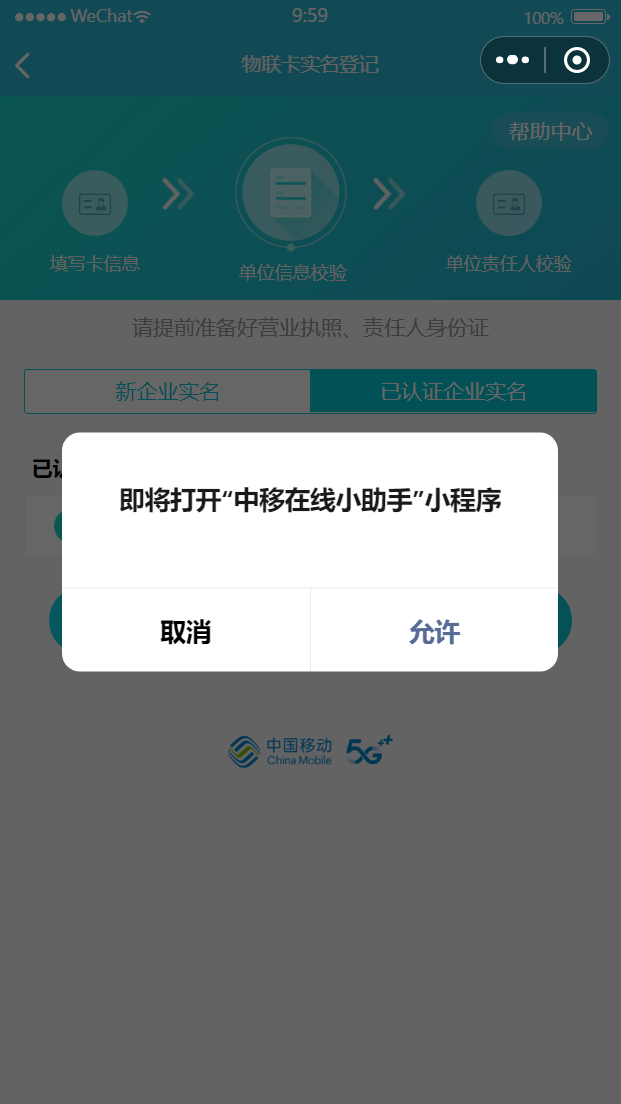 WeChat
9:59
100%
物联卡实名登记
帮助中心
填写卡信息
单位信息校验
单位责任人校验
请提前准备好营业执照、责任人身份证
新企业实名
已认证企业实名
已
即将打开“中移在线小助手”小程序
取消
允许
中国移动
China Mobile
5G++